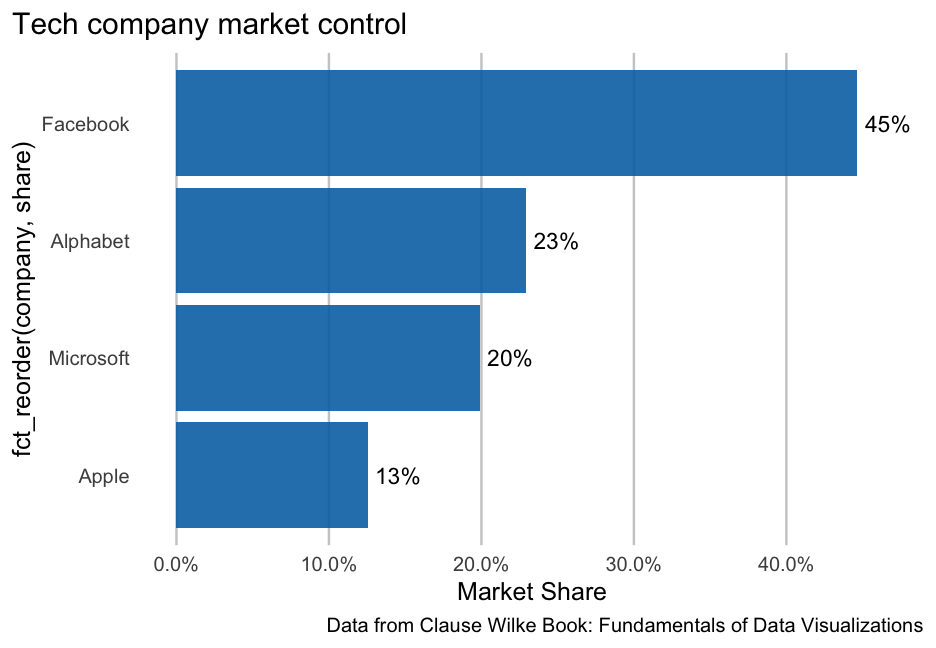 Tech company market control
fct_reorder(company, share)
Facebook
45%
Alphabet
23%
Microsoft
20%
Apple
13%
0.0% 10.0% 20.0% 30.0% 40.0%
Market Share
Data from Clause Wilke Book: Fundamentals of Data Visualizations